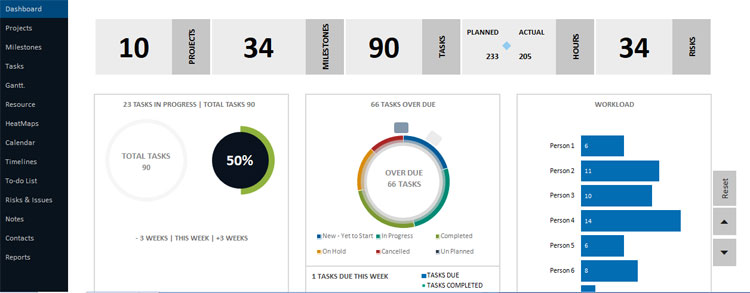 Dashboard
Projects
Milestones
Tasks
Gantt.
Resource
HeatMaps
Calendar
Timelines
To-do List
Risks & Issues
Notes
Contacts
Reports
10 PROJECTS
34 MILESTONES
90 TASKS
PLANNED ACTUAL
233 205
HOURS
34 RISKS
23 TASKS IN PROGRESS | TOTAL TASKS 90
TOTAL TASKS
90
50%
- 3 WEEKS | THIS WEEK | +3 WEEKS
66 TASKS OVER DUE
OVER DUE
66 TASKS
New - Yet to Start In Progress Completed
On Hold Cancelled Un Planned
1 TASKS DUE THIS WEEK
TASKS DUE
TASKS COMPLETED
WORKLOAD
Person 1 6
Person 2 11
Person 3 10
Person 4 14
Person 5 6
Person 6 8
Reset